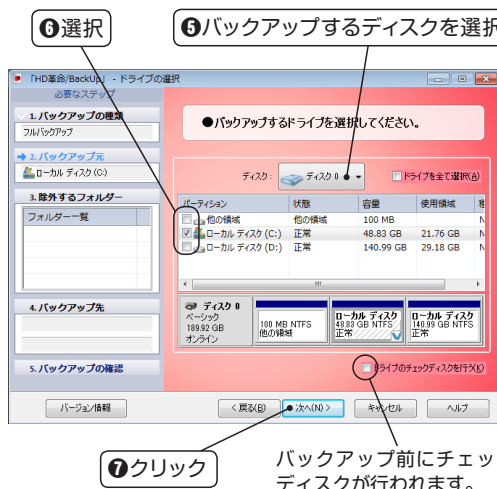 ❻選択
❺バックアップするディスクを選択
「HD革命/BackUp」 - ドライブの選択
必要なステップ
1. バックアップの種類
フルバックアップ
2. バックアップ元
ローカル ディスク (C:)
3. 除外するフォルダー
フォルダー一覧
4. バックアップ先
5. バックアップの確認
●バックアップするドライブを選択してください。
ディスク: ディスク 0
ドライブを全て選択(A)
パーティション 状態 容量 使用領域
他の領域 他の領域 100 MB N
ローカル ディスク (C:) 正常 48.83 GB 21.76 GB N
ローカル ディスク (D:) 正常 140.99 GB 29.18 GB N
ディスク 0
ベーシック
189.92 GB
オンライン
100 MB NTFS
他の領域
ローカル ディスク
48.83 GB NTFS
正常
ローカル ディスク
140.99 GB NTFS
正常
ドライブのチェックディスクを行う(K)
バージョン情報
< 戻る(B)
次へ(N) >
キャンセル
ヘルプ
❼クリック
バックアップ前にチェッ
ディスクが行われます。